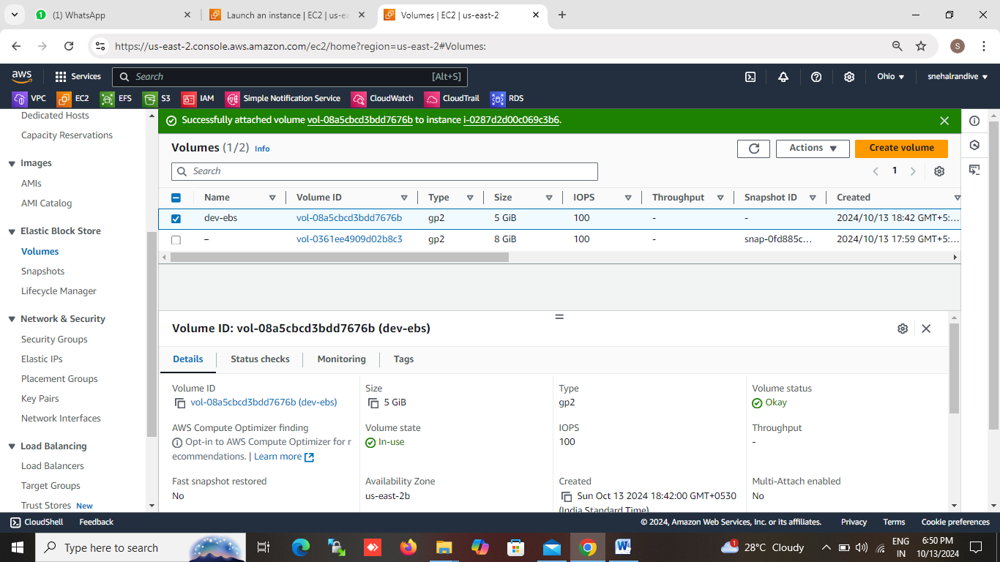 (1) WhatsApp
Launch an instance | EC2 | us-ea
Volumes | EC2 | us-east-2
https://us-east-2.console.aws.amazon.com/ec2/home?region=us-east-2#Volumes:
S
aws
Services
Search
[Alt+S]
Ohio
snehalrandive
VPC
EC2
EFS
S3
IAM
Simple Notification Service
CloudWatch
CloudTrail
RDS
Dedicated Hosts
Capacity Reservations
Images
AMIs
AMI Catalog
Elastic Block Store
Volumes
Snapshots
Lifecycle Manager
Network & Security
Security Groups
Elastic IPs
Placement Groups
Key Pairs
Network Interfaces
Load Balancing
Load Balancers
Target Groups
Trust Stores New
Successfully attached volume vol-08a5cbcd3bdd7676b to instance i-0287d2d00c069c3b6.
Volumes (1/2) Info
Actions
Create volume
Search
1
Name Volume ID Type Size IOPS Throughput Snapshot ID Created
dev-ebs vol-08a5cbcd3bdd7676b gp2 5 GiB 100 - - 2024/10/13 18:42 GMT+5:...
– vol-0361ee4909d02b8c3 gp2 8 GiB 100 - snap-0fd885c... 2024/10/13 17:59 GMT+5:...
Volume ID: vol-08a5cbcd3bdd7676b (dev-ebs)
Details Status checks Monitoring Tags
Volume ID
vol-08a5cbcd3bdd7676b (dev-ebs)
Size
5 GiB
Type
gp2
Volume status
Okay
AWS Compute Optimizer finding
Opt-in to AWS Compute Optimizer for r
ecommendations. | Learn more
Volume state
In-use
IOPS
100
Throughput
-
Fast snapshot restored
No
Availability Zone
us-east-2b
Created
Sun Oct 13 2024 18:42:00 GMT+0530
(India Standard Time)
Multi-Attach enabled
No
CloudShell
Feedback
© 2024, Amazon Web Services, Inc. or its affiliates.
Privacy
Terms
Cookie preferences
Type here to search
28°C Cloudy
ENG
IN
6:50 PM
10/13/2024